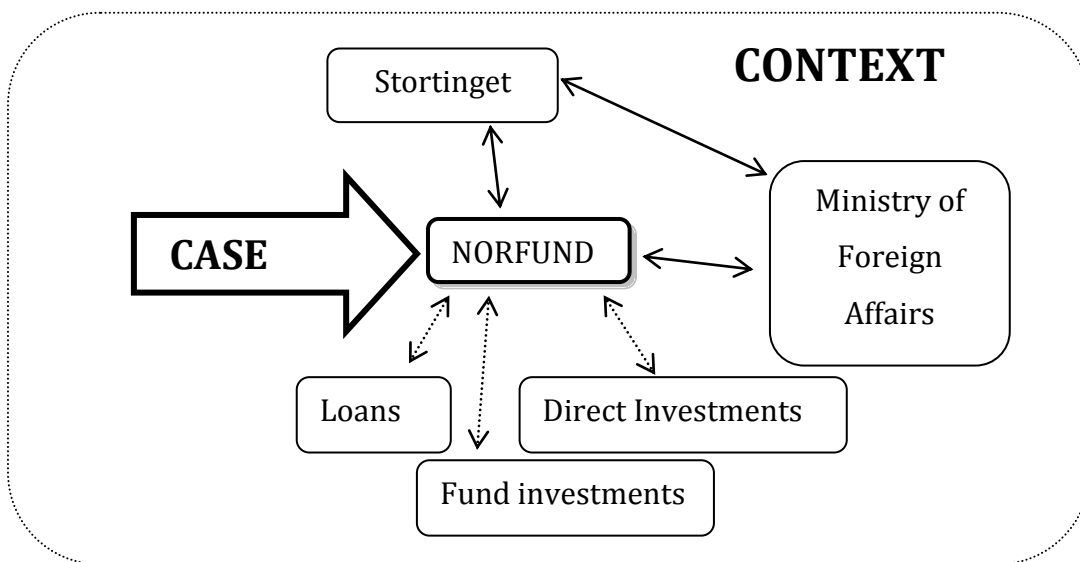 CONTEXT
Stortinget
Ministry of
Foreign
Affairs
CASE
NORFUND
Loans
Direct Investments
Fund investments